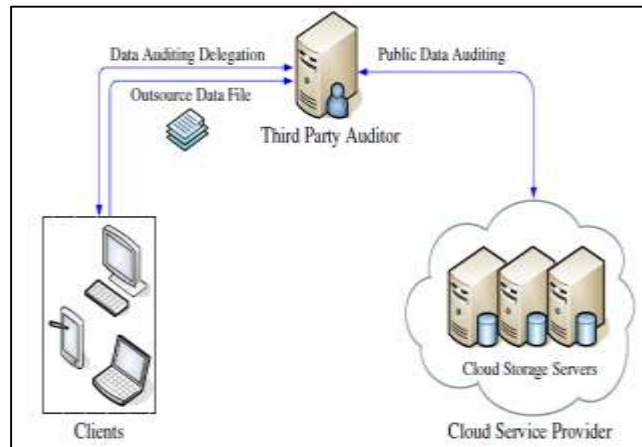 Data Auditing Delegation
Public Data Auditing
Outsource Data File
Third Party Auditor
Cloud Storage Servers
Clients
Cloud Service Provider